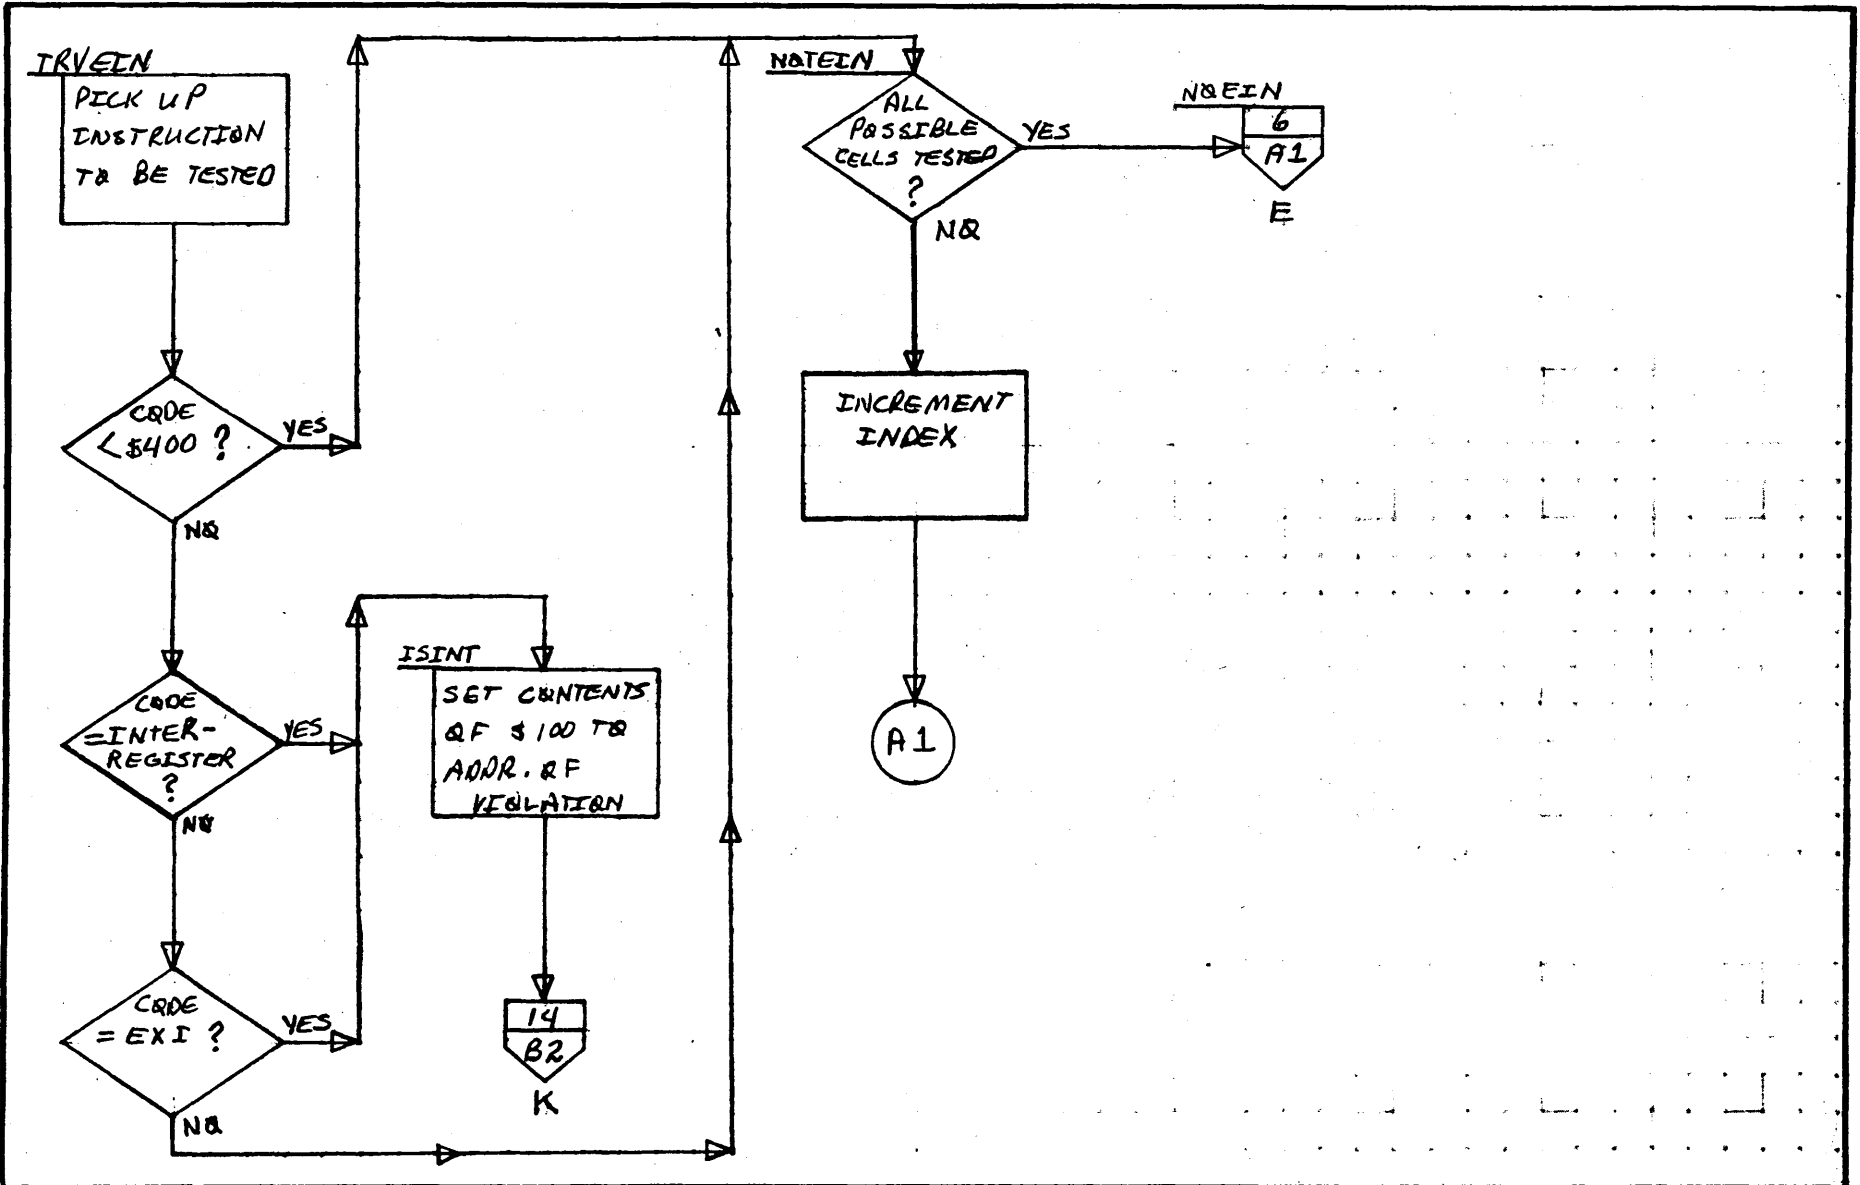 IRVEIN
PICK UP
INSTRUCTION
TO BE TESTED
CODE
< $400 ?
YES
NO
CODE
=INTER-
REGISTER
?
YES
NO
CODE
= EXI ?
YES
NO
ISINT
SET CONTENTS
OF $100 TO
ADDR. OF
VIOLATION
14
B2
K
NOTEIN
ALL
POSSIBLE
CELLS TESTED
?
YES
NO
NOEIN
6
A1
E
INCREMENT
INDEX
A1